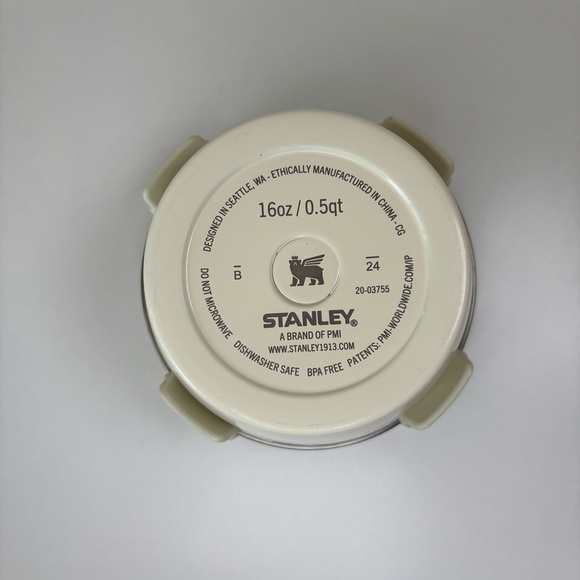 DESIGNED IN SEATTLE, WA - ETHICALLY MANUFACTURED IN CHINA - CG
16oz / 0.5qt
B
24
20-03755
STANLEY®
A BRAND OF PMI
WWW.STANLEY1913.COM
DO NOT MICROWAVE DISHWASHER SAFE BPA FREE PATENTS: PMI-WORLDWIDE.COM/IP